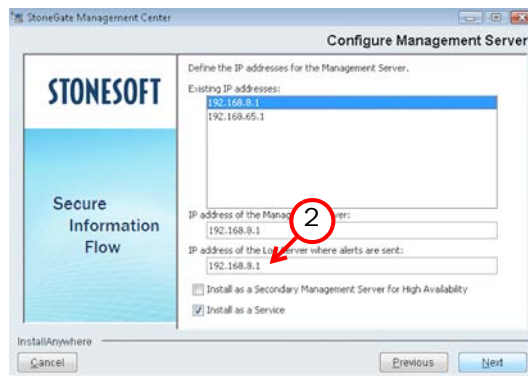 StoneGate Management Center
Configure Management Server
STONESOFT
Secure
Information
Flow
Define the IP addresses for the Management Server.
Existing IP addresses:
192.168.8.1
192.168.65.1
IP address of the Manag ver:
192.168.8.1
2
IP address of the Lo Server where alerts are sent:
192.168.8.1
Install as a Secondary Management Server for High Availability
Install as a Service
InstallAnywhere
Cancel
Previous
Next